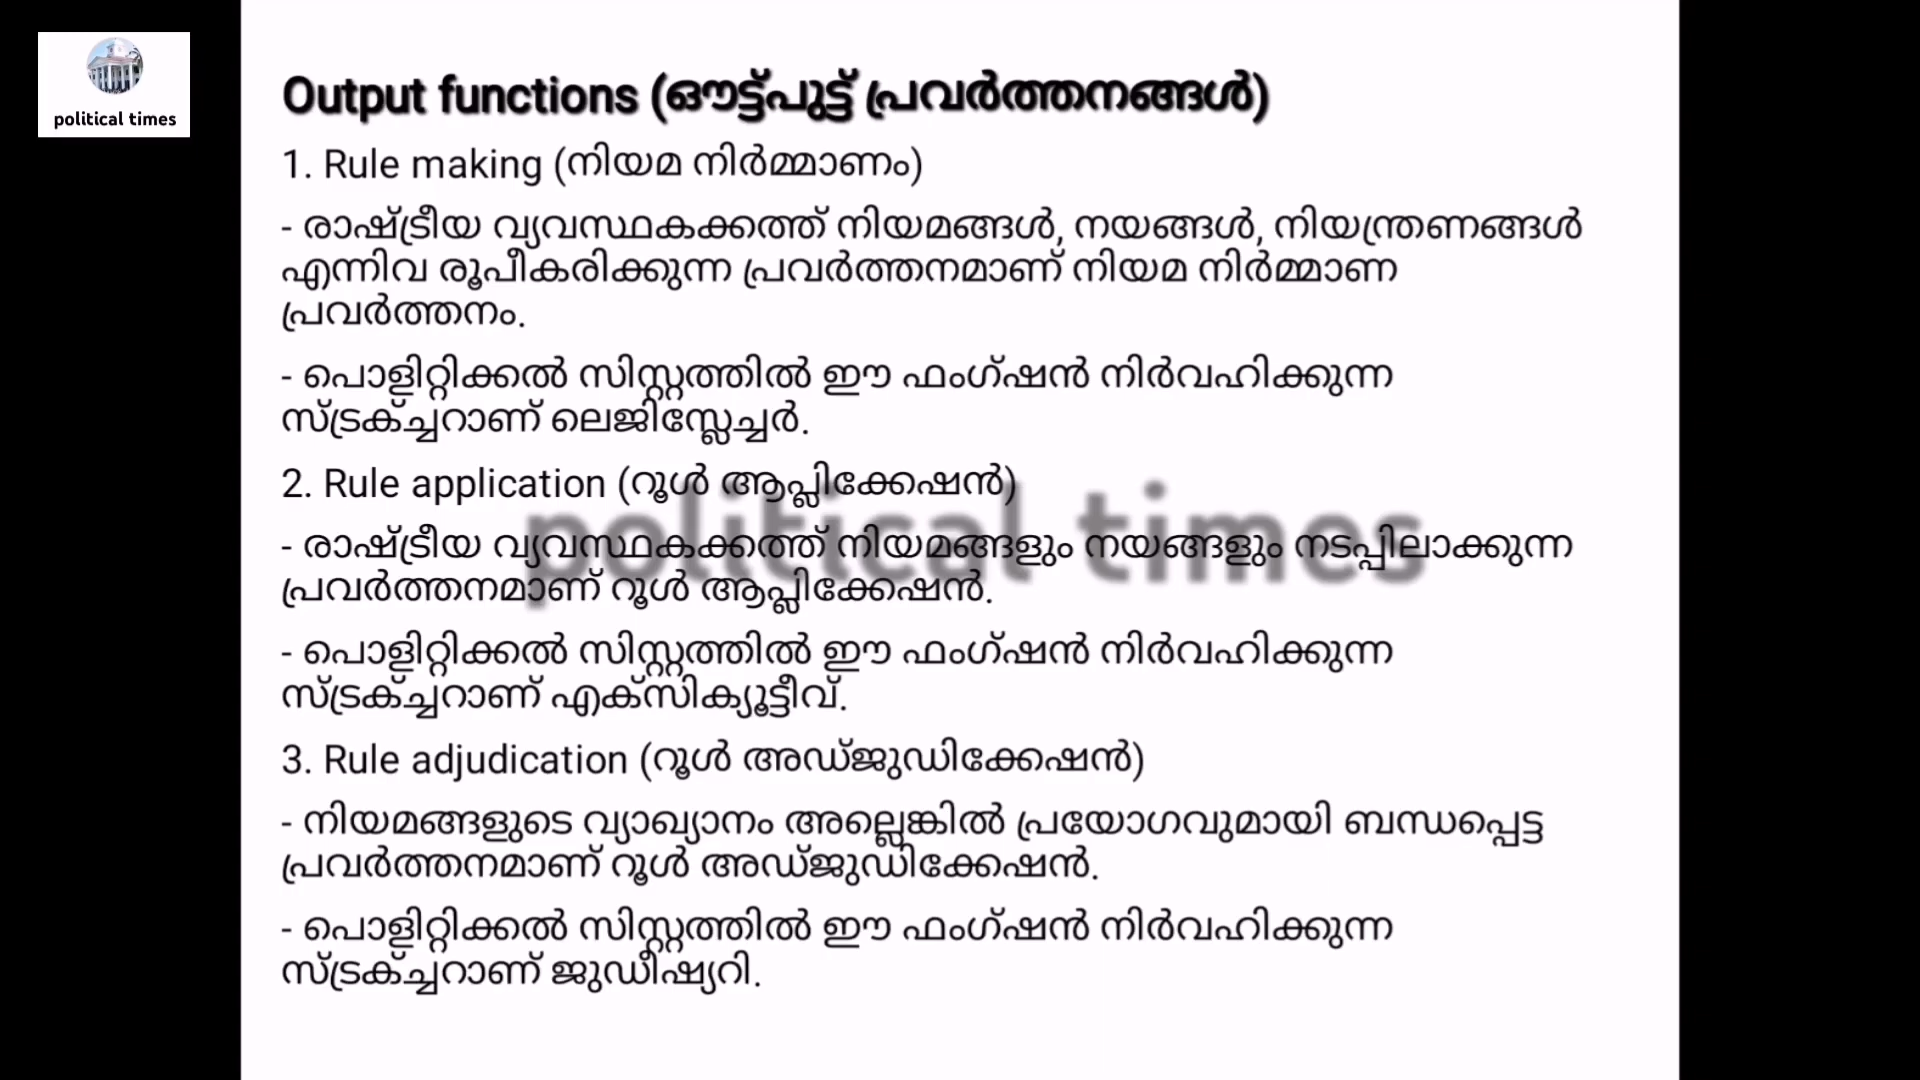 political times
Output functions (ഔട്ട്പുട്ട് പ്രവർത്തനങ്ങൾ)
1. Rule making (നിയമ നിർമ്മാണം)
- രാഷ്ട്രീയ വ്യവസ്ഥകക്കത്ത് നിയമങ്ങൾ, നയങ്ങൾ, നിയന്ത്രണങ്ങൾ
എന്നിവ രൂപീകരിക്കുന്ന പ്രവർത്തനമാണ് നിയമ നിർമ്മാണ
പ്രവർത്തനം.
- പൊളിറ്റിക്കൽ സിസ്റ്റത്തിൽ ഈ ഫംഗ്ഷൻ നിർവഹിക്കുന്ന
സ്ട്രക്ച്ചറാണ് ലെജിസ്ലേച്ചർ.
2. Rule application (റൂൾ ആപ്ലിക്കേഷൻ)
political times
- രാഷ്ട്രീയ വ്യവസ്ഥകക്കത്ത് നിയമങ്ങളും നയങ്ങളും നടപ്പിലാക്കുന്ന
പ്രവർത്തനമാണ് റൂൾ ആപ്ലിക്കേഷൻ.
- പൊളിറ്റിക്കൽ സിസ്റ്റത്തിൽ ഈ ഫംഗ്ഷൻ നിർവഹിക്കുന്ന
സ്ട്രക്ച്ചറാണ് എക്സിക്യൂട്ടീവ്.
3. Rule adjudication (റൂൾ അഡ്ജുഡിക്കേഷൻ)
- നിയമങ്ങളുടെ വ്യാഖ്യാനം അല്ലെങ്കിൽ പ്രയോഗവുമായി ബന്ധപ്പെട്ട
പ്രവർത്തനമാണ് റൂൾ അഡ്ജുഡിക്കേഷൻ.
- പൊളിറ്റിക്കൽ സിസ്റ്റത്തിൽ ഈ ഫംഗ്ഷൻ നിർവഹിക്കുന്ന
സ്ട്രക്ച്ചറാണ് ജുഡീഷ്യറി.